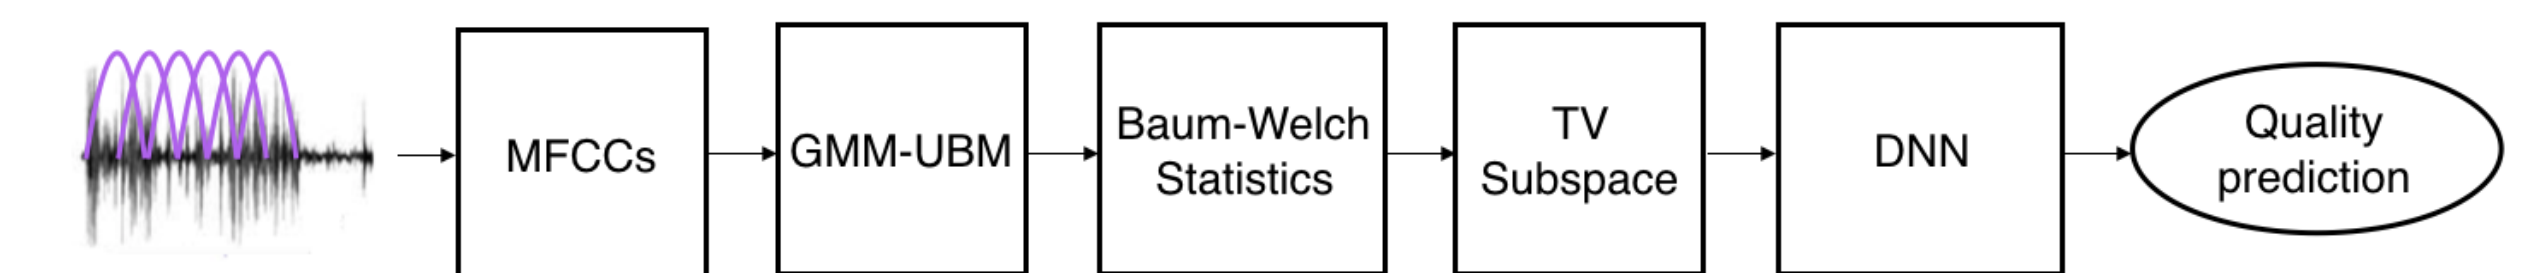 MFCCs
GMM-UBM
Baum-Welch
Statistics
TV
Subspace
DNN
Quality
prediction